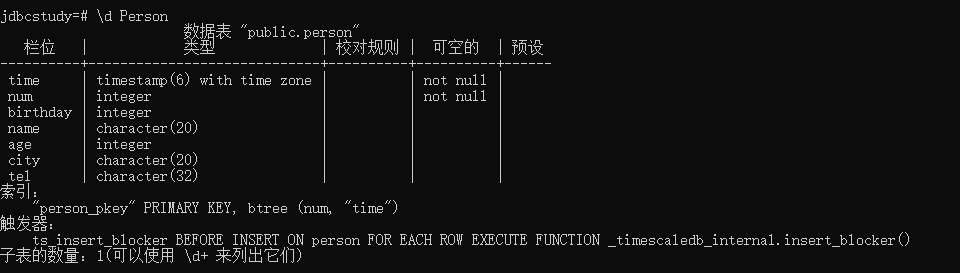 jdbcstudy=# \d Person
数据表 "public.person"
栏位 | 类型 | 校对规则 | 可空的 | 预设
----------+-----------------------------+----------+----------+------
time | timestamp(6) with time zone | | not null |
num | integer | | not null |
birthday | integer | | |
name | character(20) | | |
age | integer | | |
city | character(20) | | |
tel | character(32) | | |
索引：
"person_pkey" PRIMARY KEY, btree (num, "time")
触发器：
ts_insert_blocker BEFORE INSERT ON person FOR EACH ROW EXECUTE FUNCTION _timescaledb_internal.insert_blocker()
子表的数量：1(可以使用 \d+ 来列出它们)